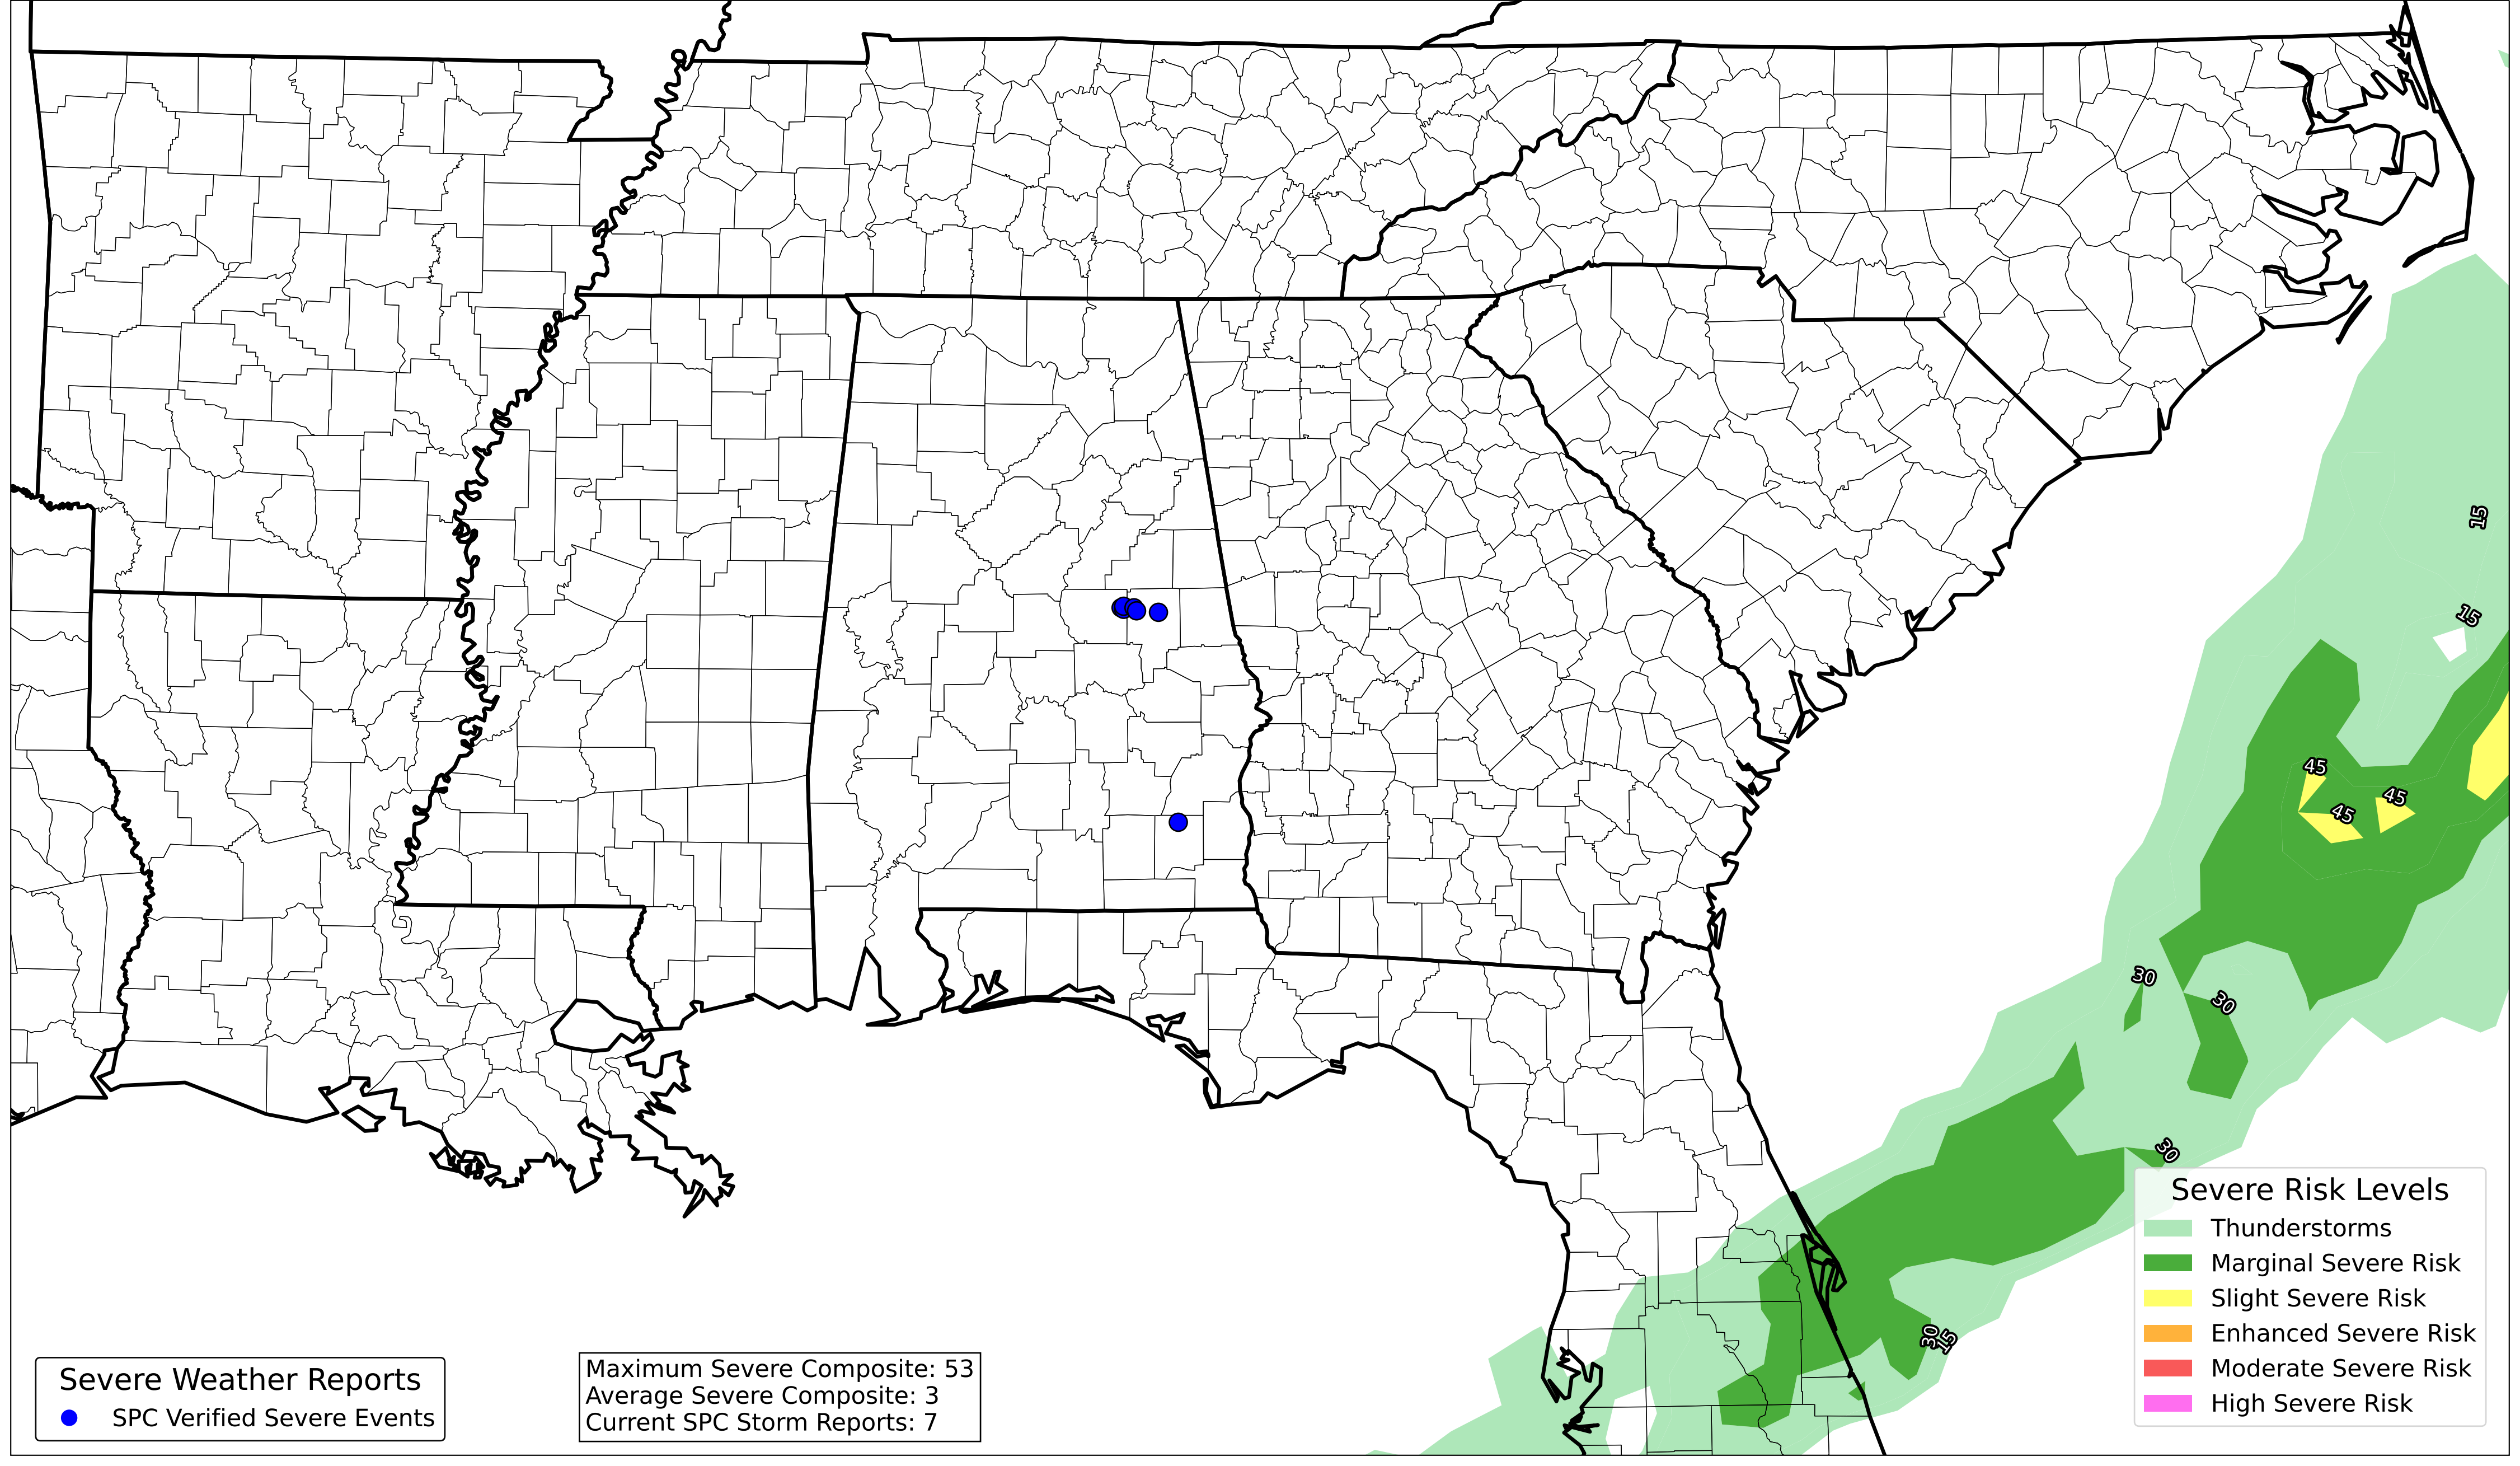 15
15
45
45
45
30
30
30
30
15
Severe Risk Levels
Thunderstorms
Marginal Severe Risk
Slight Severe Risk
Enhanced Severe Risk
Moderate Severe Risk
High Severe Risk
Severe Weather Reports
SPC Verified Severe Events
Maximum Severe Composite: 53
Average Severe Composite: 3
Current SPC Storm Reports: 7